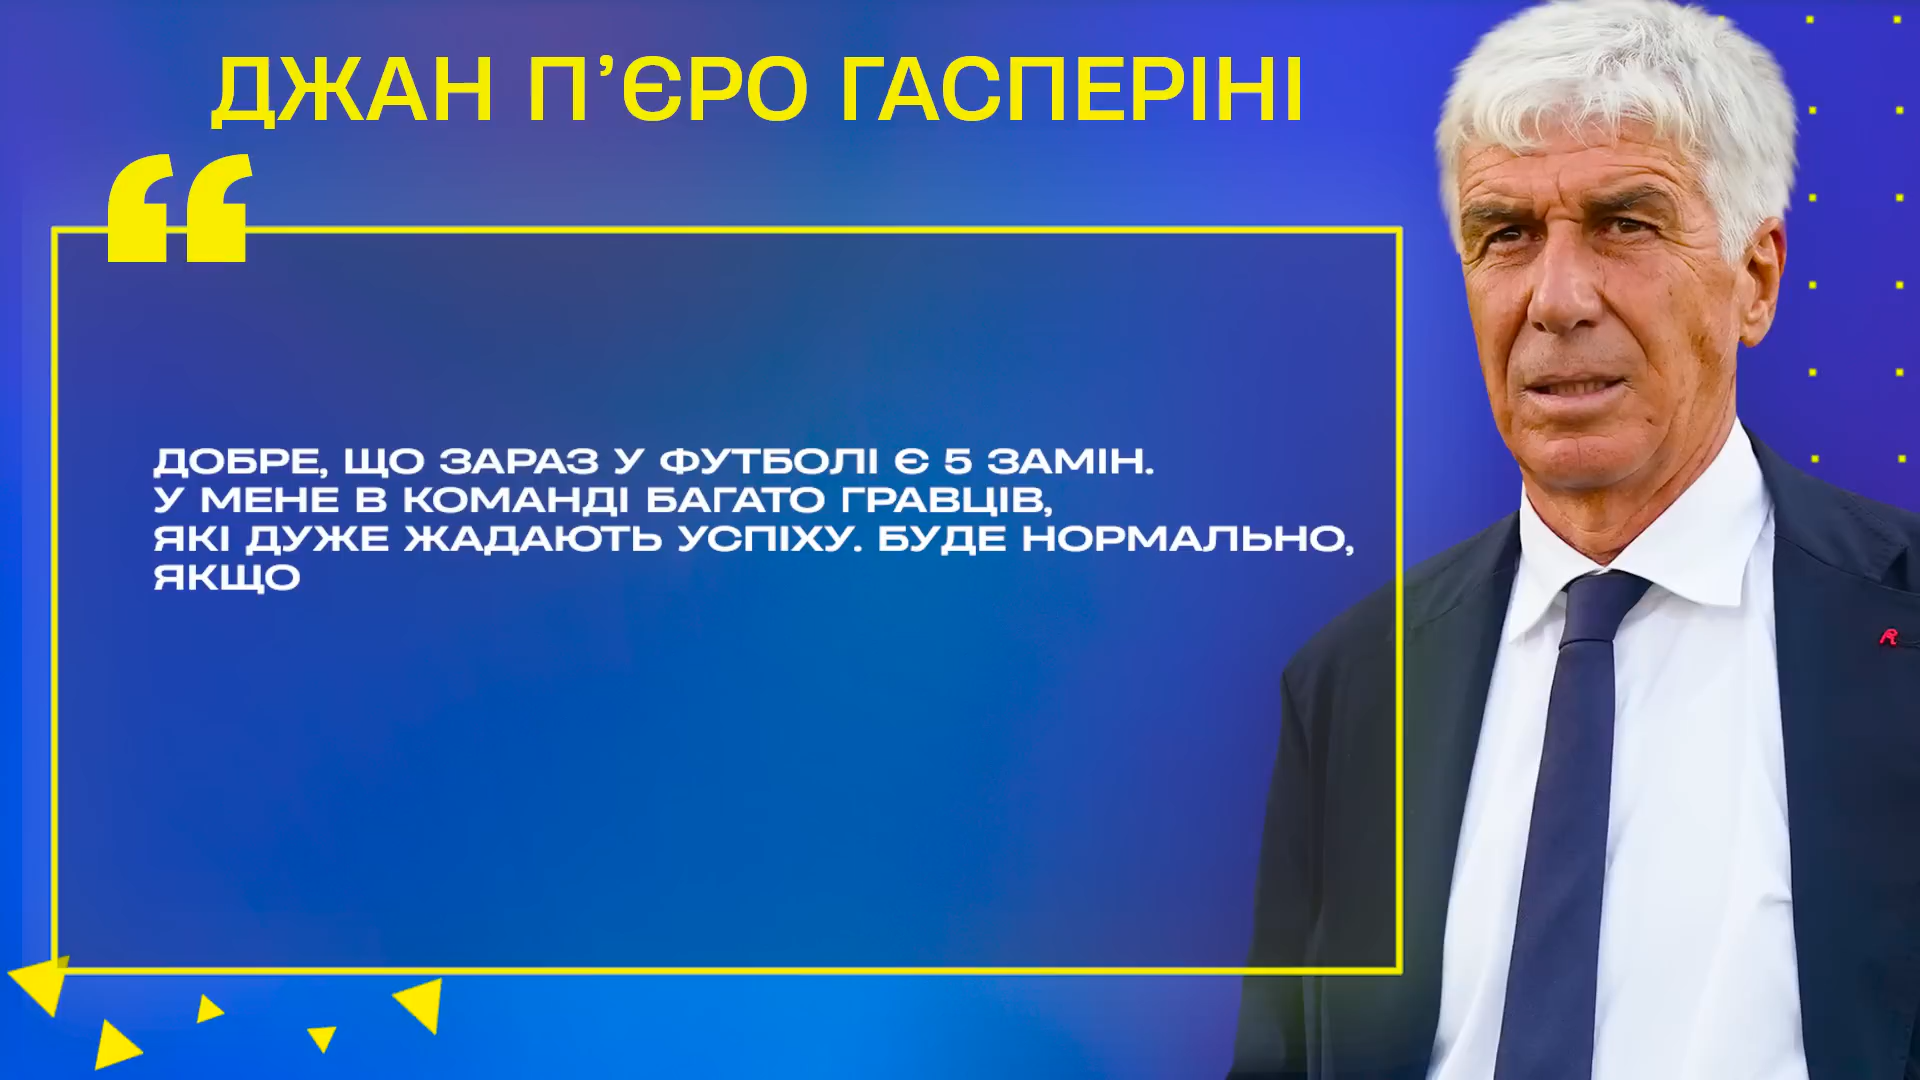 ДЖАН П’ЄРО ГАСПЕРІНІ
ДОБРЕ, ЩО ЗАРАЗ У ФУТБОЛІ Є 5 ЗАМІН.
У МЕНЕ В КОМАНДІ БАГАТО ГРАВЦІВ,
ЯКІ ДУЖЕ ЖАДАЮТЬ УСПІХУ. БУДЕ НОРМАЛЬНО,
ЯКЩО